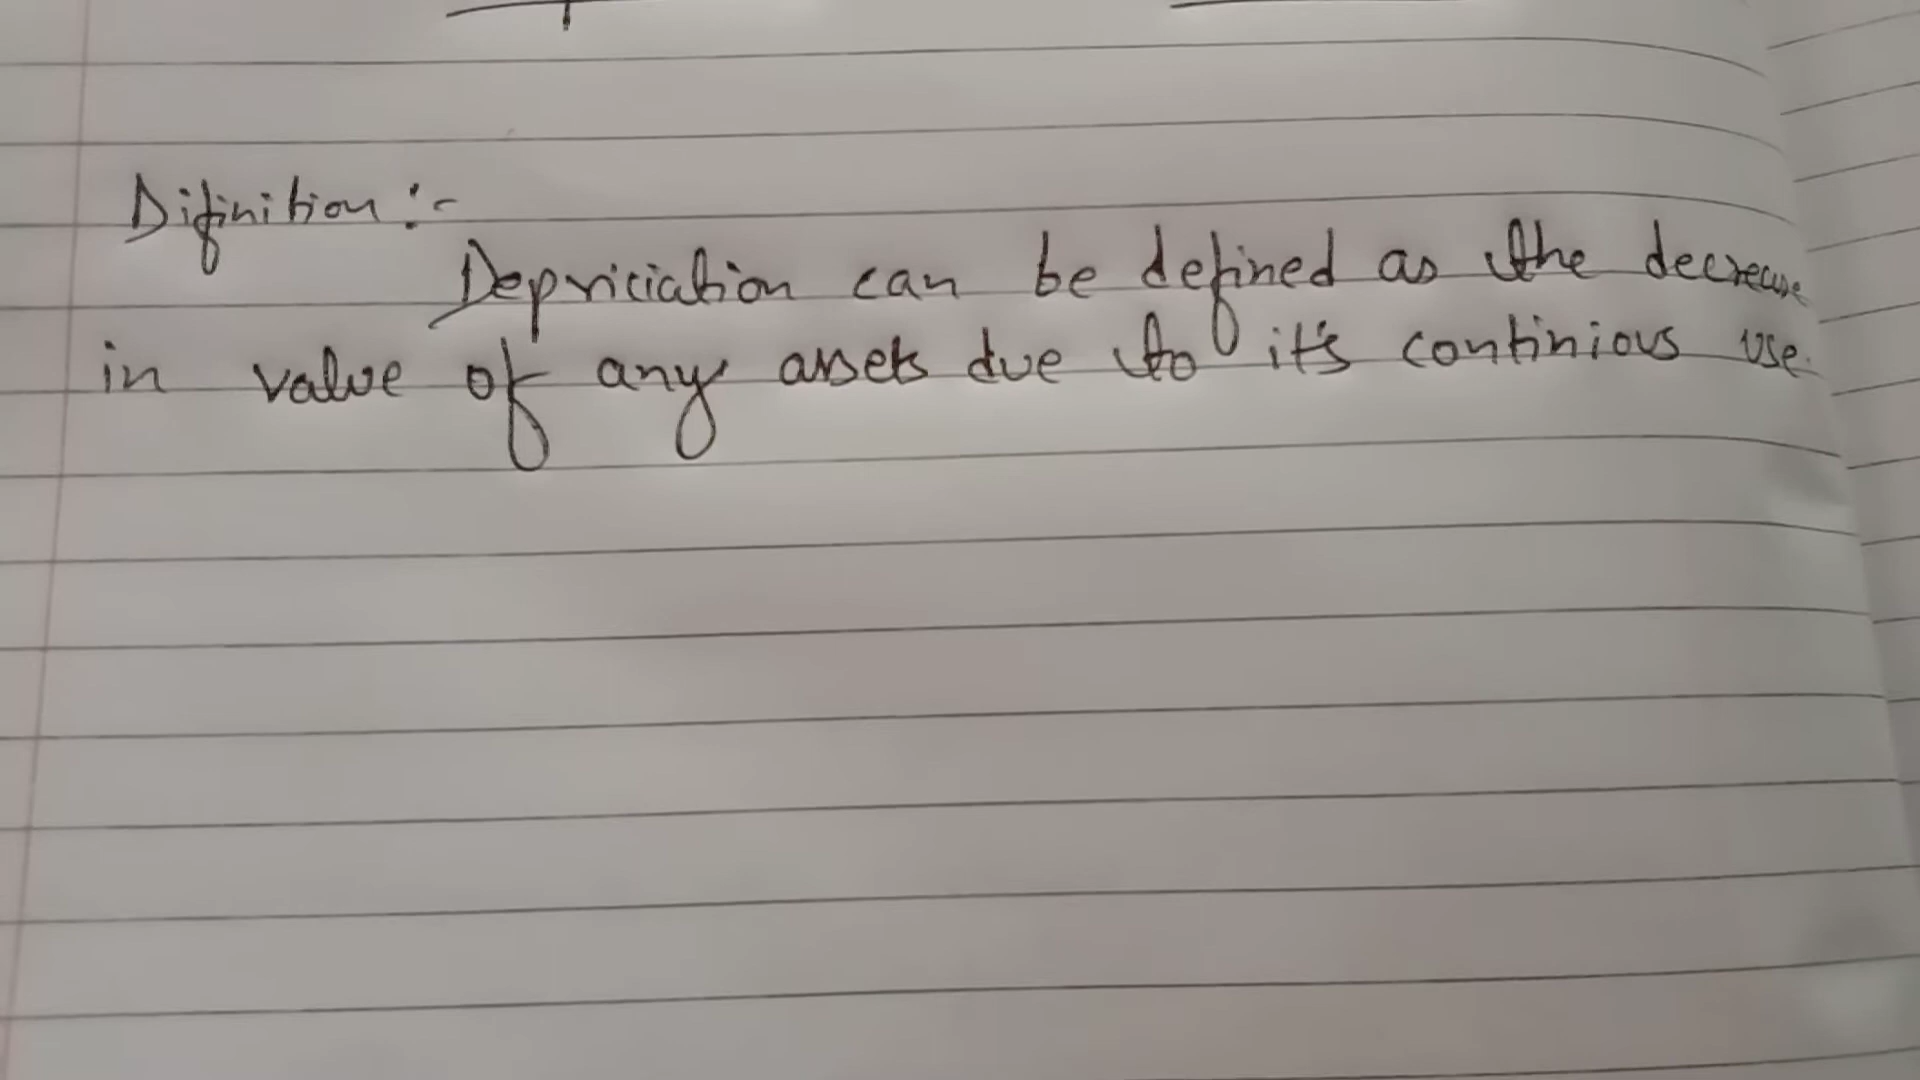 Difinition :-
Depriciation can be defined as the decrease
in value of any assets due to it's continious use.